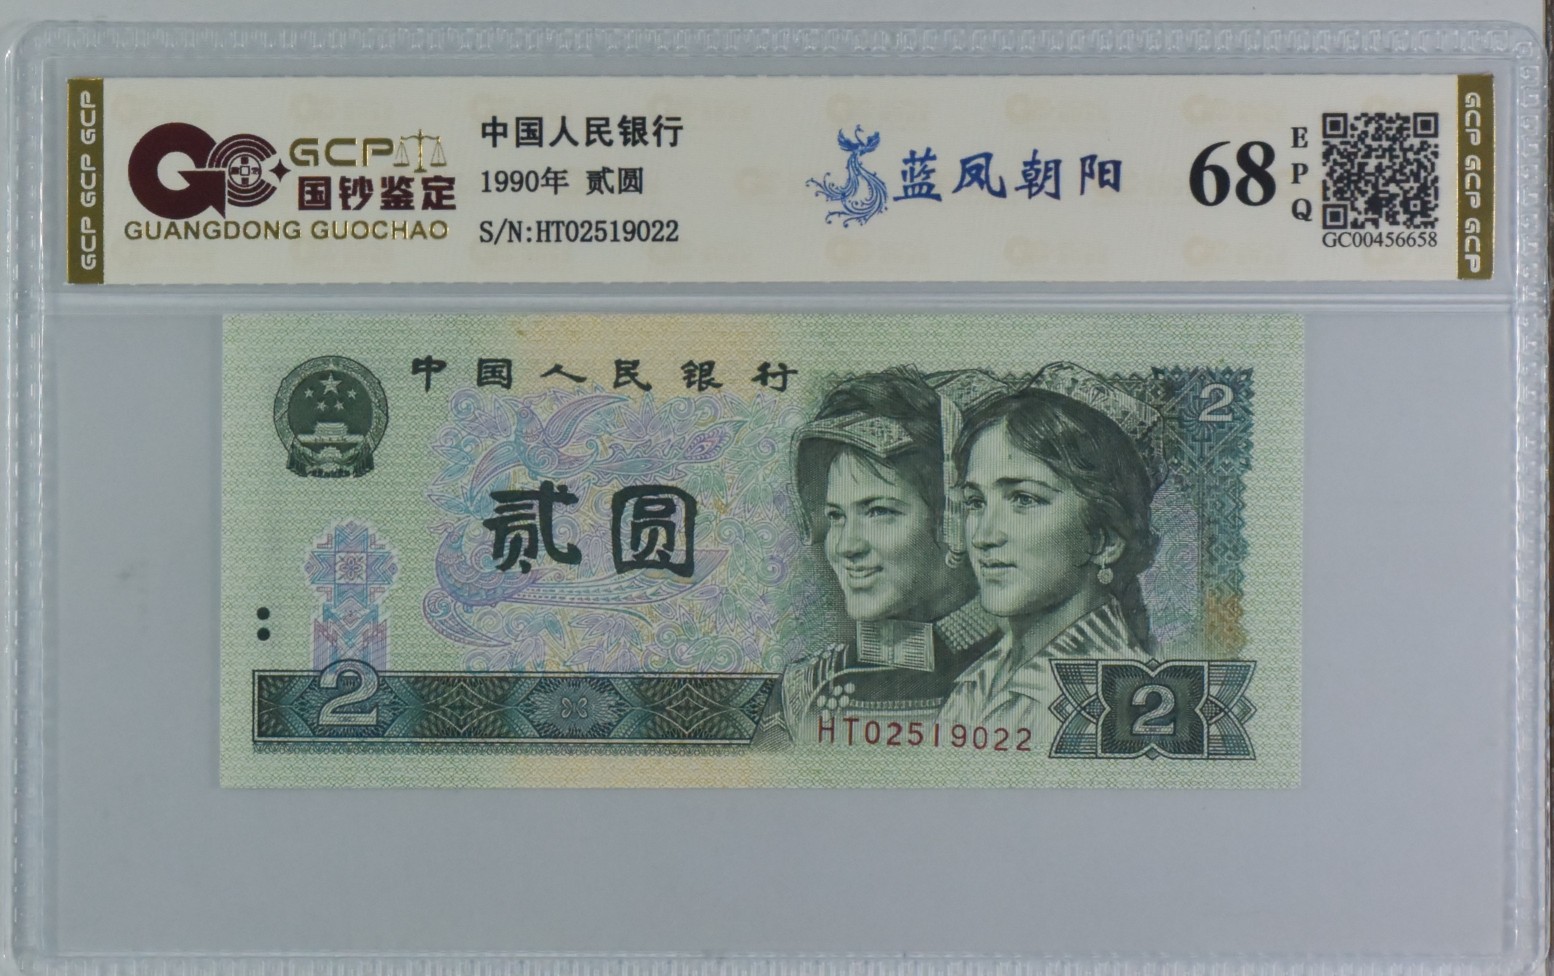 GCP GCP GCP
GCP
国钞鉴定
GUANGDONG GUOCHAO
中国人民银行
1990年 贰圆
S/N:HT02519022
蓝凤朝阳
68
EPQ
GC00456658
GCP GCP GCP
中国人民银行
2
贰圆
2
HT02519022
2